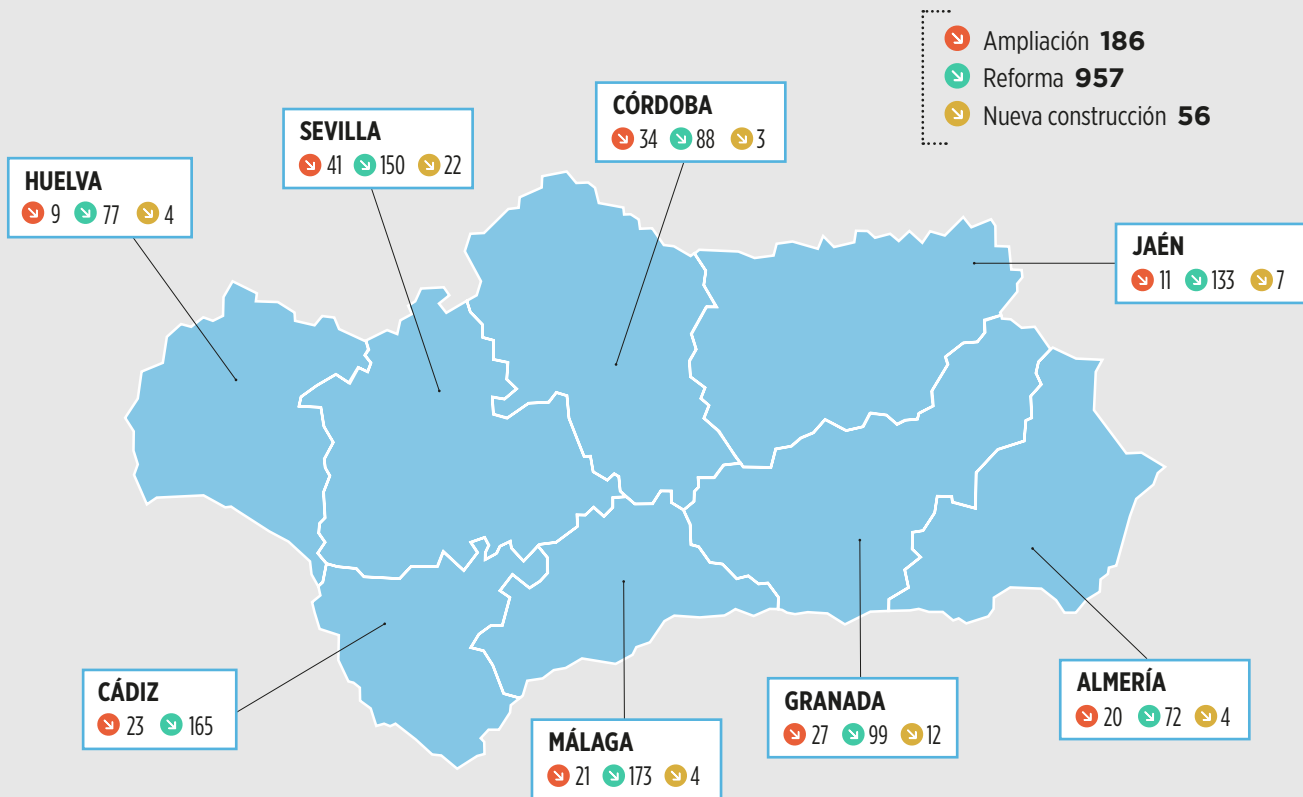 Ampliación 186
Reforma 957
Nueva construcción 56
CÓRDOBA
34 88 3
SEVILLA
41 150 22
HUELVA
9 77 4
JAÉN
11 133 7
CÁDIZ
23 165
MÁLAGA
21 173 4
GRANADA
27 99 12
ALMERÍA
20 72 4